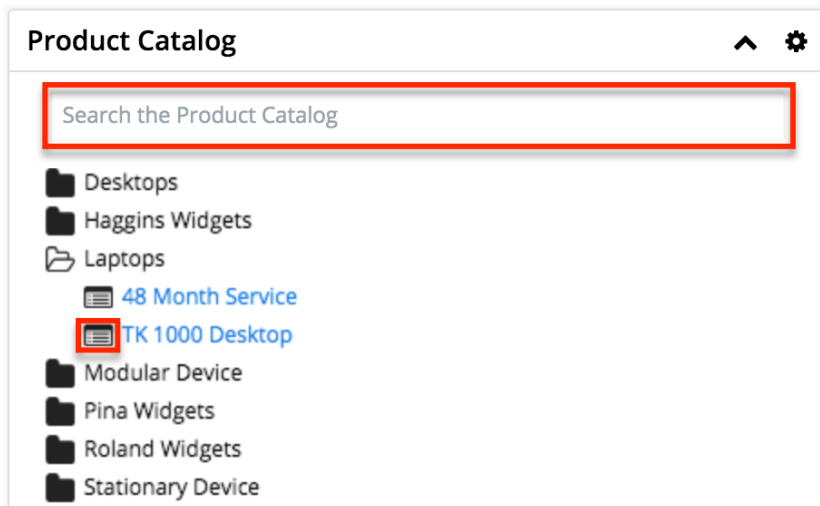 Product Catalog
Search the Product Catalog
Desktops
Haggins Widgets
Laptops
48 Month Service
TK 1000 Desktop
Modular Device
Pina Widgets
Roland Widgets
Stationary Device